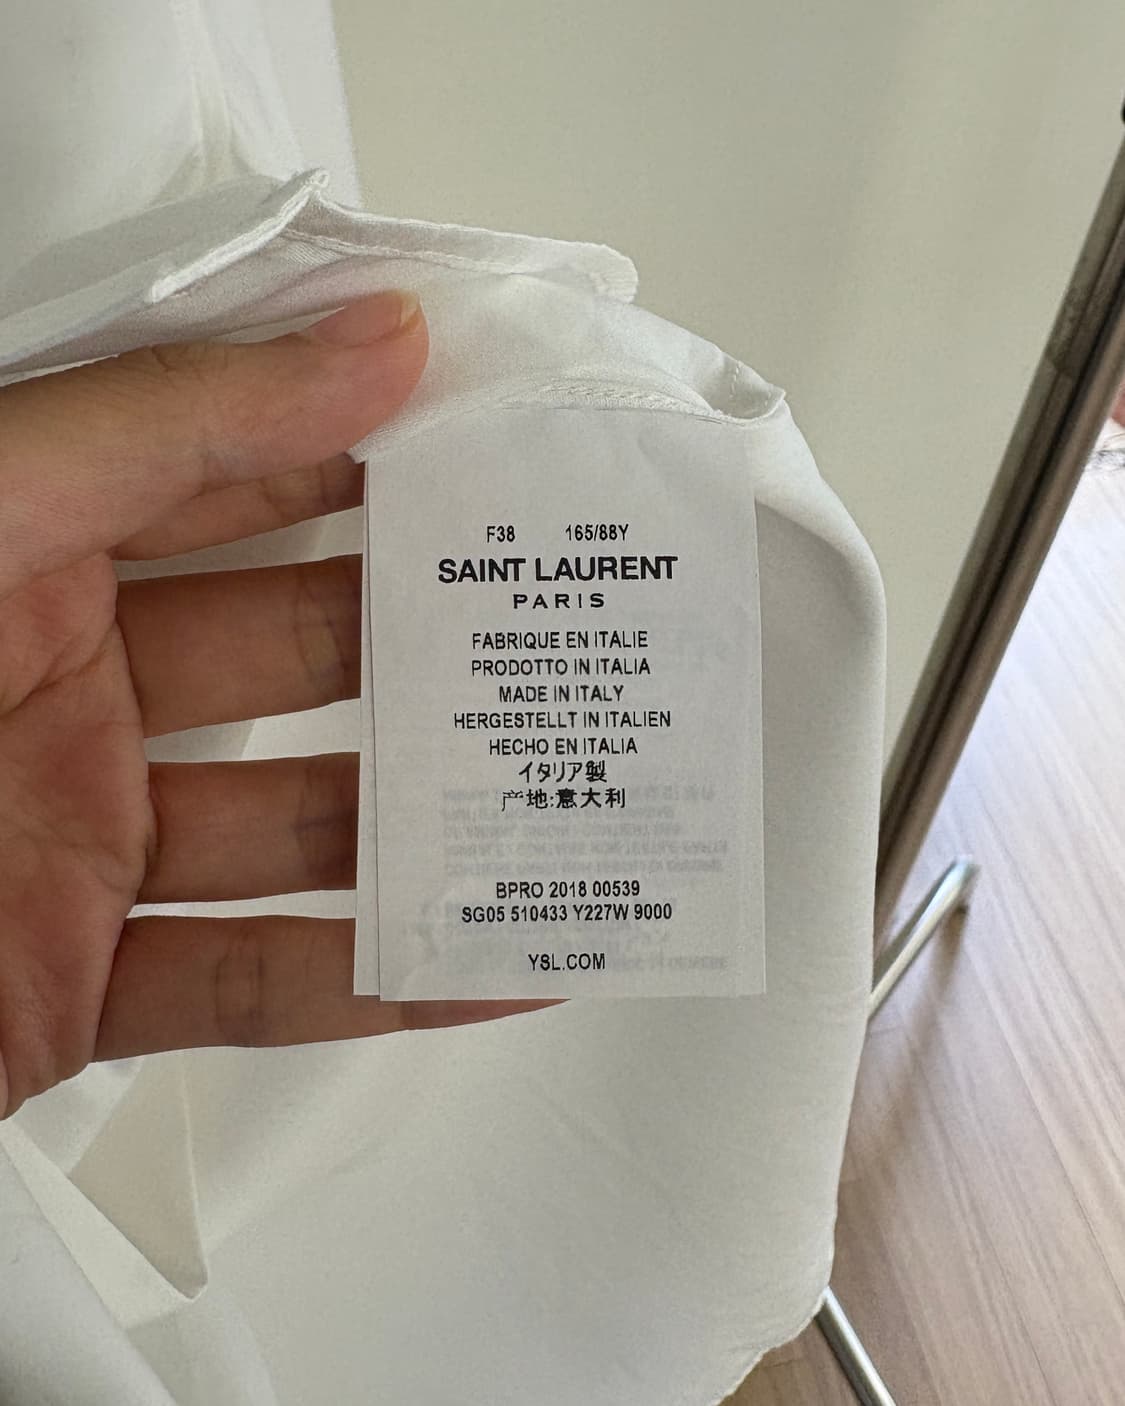 F38 165/88Y
SAINT LAURENT
PARIS
FABRIQUE EN ITALIE
PRODOTTO IN ITALIA
MADE IN ITALY
HERGESTELLT IN ITALIEN
HECHO EN ITALIA
イタリア製
产地:意大利
BPRO 2018 00539
SG05 510433 Y227W 9000
YSL.COM